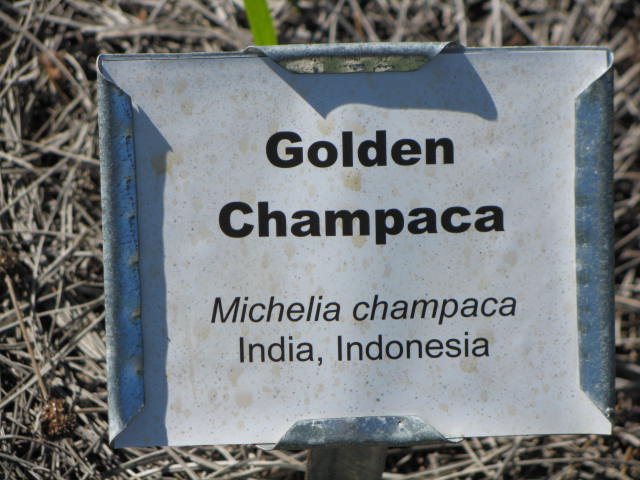 Golden
Champaca
Michelia champaca
India, Indonesia